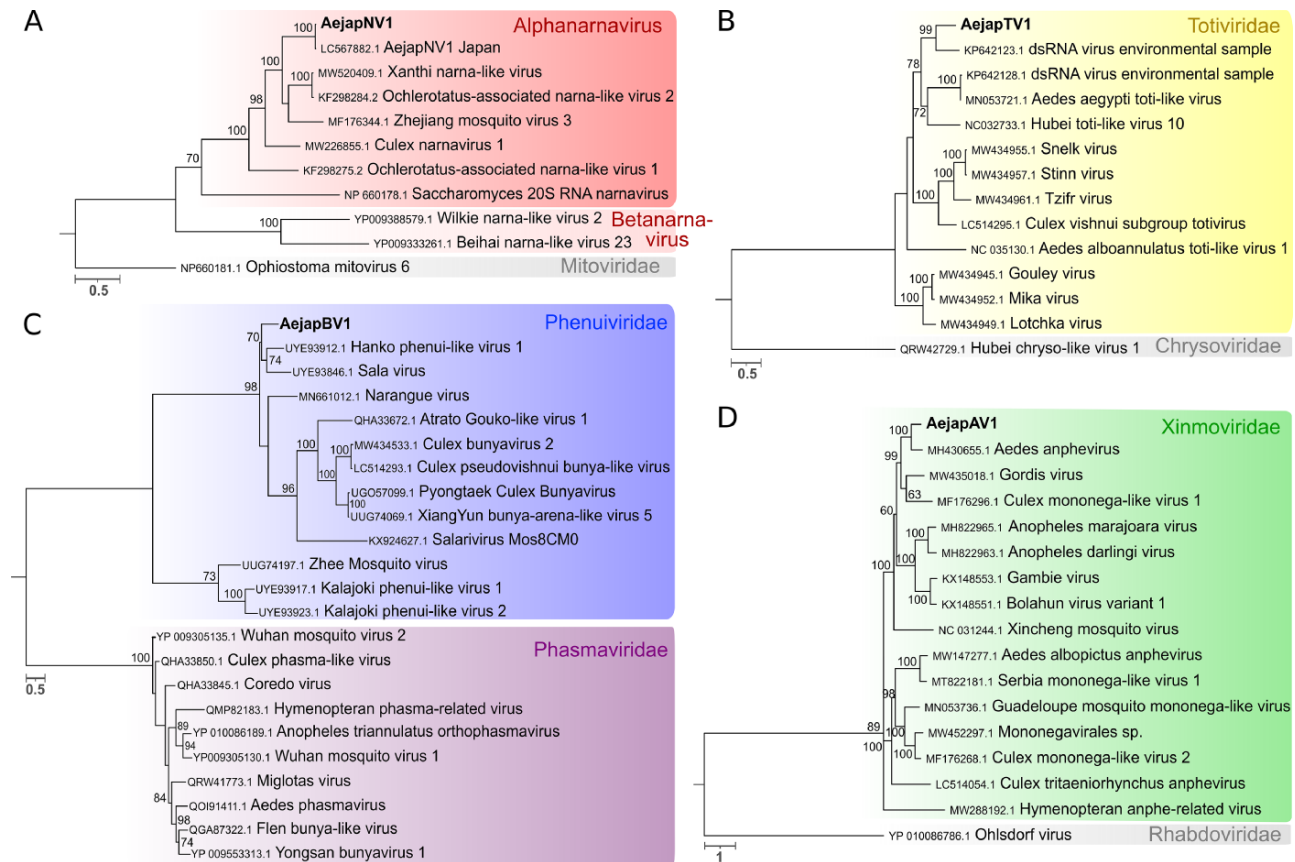 A
AejapNV1
Alphanarnavirus
LC567882.1 AejapNV1 Japan
100
MW520409.1 Xanthi narna-like virus
100
KF298284.2 Ochlerotatus-associated narna-like virus 2
98
MF176344.1 Zhejiang mosquito virus 3
100
MW226855.1 Culex narnavirus 1
70
KF298275.2 Ochlerotatus-associated narna-like virus 1
NP 660178.1 Saccharomyces 20S RNA narnavirus
100
YP009388579.1 Wilkie narna-like virus 2
Betanarna-
virus
YP009333261.1 Beihai narna-like virus 23
NP660181.1 Ophiostoma mitovirus 6
Mitoviridae
0.5
B
AejapTV1
Totiviridae
99
KP642123.1 dsRNA virus environmental sample
78
KP642128.1 dsRNA virus environmental sample
100
MN053721.1 Aedes aegypti toti-like virus
72
NC032733.1 Hubei toti-like virus 10
MW434955.1 Snelk virus
100
100
MW434957.1 Stinn virus
100
MW434961.1 Tzifr virus
LC514295.1 Culex vishnui subgroup totivirus
NC 035130.1 Aedes alboannulatus toti-like virus 1
MW434945.1 Gouley virus
100
100
MW434952.1 Mika virus
MW434949.1 Lotchka virus
QRW42729.1 Hubei chryso-like virus 1
Chrysoviridae
0.5
C
AejapBV1
Phenuiviridae
70
UYE93912.1 Hanko phenui-like virus 1
74
UYE93846.1 Sala virus
98
MN661012.1 Narangue virus
QHA33672.1 Atrato Gouko-like virus 1
100
MW434533.1 Culex bunyavirus 2
100
LC514293.1 Culex pseudovishnui bunya-like virus
100
96
UGO57099.1 Pyongtaek Culex Bunyavirus
100
UUG74069.1 XiangYun bunya-arena-like virus 5
KX924627.1 Salarivirus Mos8CM0
UUG74197.1 Zhee Mosquito virus
73
UYE93917.1 Kalajoki phenui-like virus 1
100
UYE93923.1 Kalajoki phenui-like virus 2
YP 009305135.1 Wuhan mosquito virus 2
Phasmaviridae
100
QHA33850.1 Culex phasma-like virus
QHA33845.1 Coredo virus
0.5
QMP82183.1 Hymenopteran phasma-related virus
89
YP 010086189.1 Anopheles triannulatus orthophasmavirus
94
YP009305130.1 Wuhan mosquito virus 1
QRW41773.1 Miglotas virus
84
QOI91411.1 Aedes phasmavirus
98
QGA87322.1 Flen bunya-like virus
74
YP 009553313.1 Yongsan bunyavirus 1
D
AejapAV1
Xinmoviridae
100
MH430655.1 Aedes anphevirus
99
MW435018.1 Gordis virus
63
MF176296.1 Culex mononega-like virus 1
60
MH822965.1 Anopheles marajoara virus
100
MH822963.1 Anopheles darlingi virus
100
100
KX148553.1 Gambie virus
100
KX148551.1 Bolahun virus variant 1
NC 031244.1 Xincheng mosquito virus
MW147277.1 Aedes albopictus anphevirus
100
MT822181.1 Serbia mononega-like virus 1
98
MN053736.1 Guadeloupe mosquito mononega-like virus
89
100
MW452297.1 Mononegavirales sp.
100
100
MF176268.1 Culex mononega-like virus 2
LC514054.1 Culex tritaeniorhynchus anphevirus
MW288192.1 Hymenopteran anphe-related virus
YP 010086786.1 Ohlsdorf virus
Rhabdoviridae
1